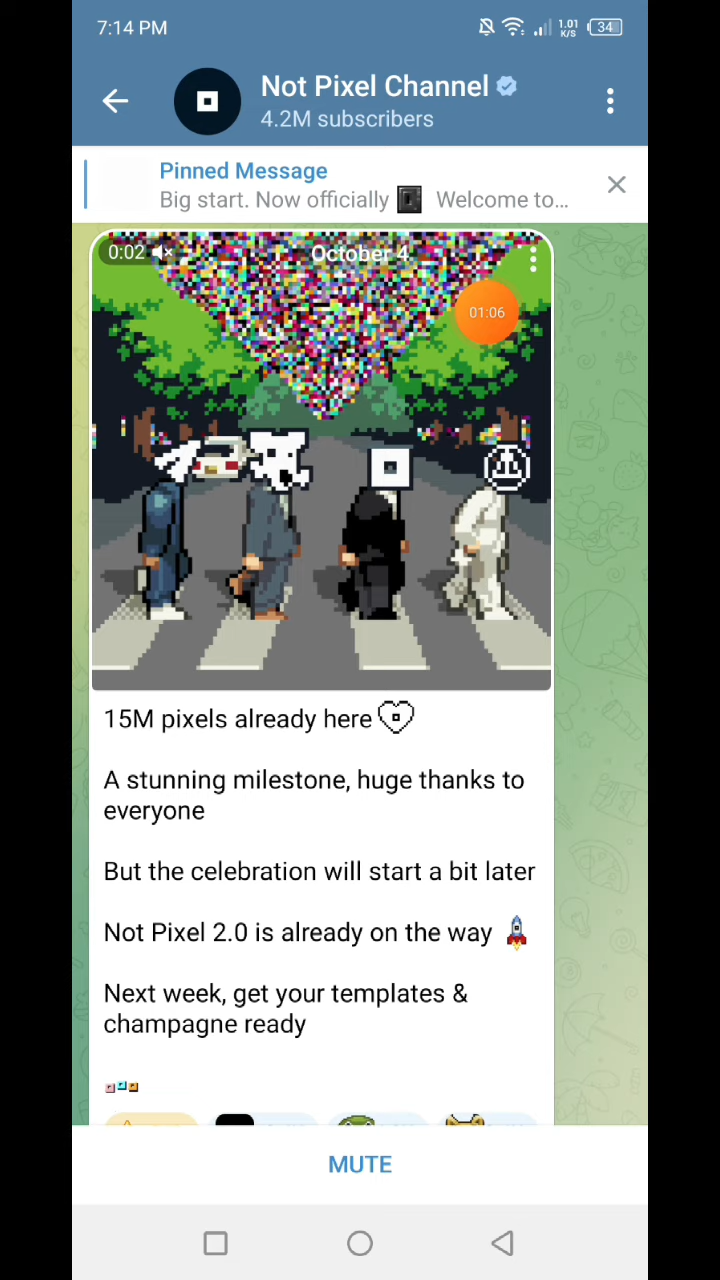 7:14 PM
1.01
K/S
34
Not Pixel Channel
4.2M subscribers
Pinned Message
Big start. Now officially Welcome to...
0:02
October 4
01:06
15M pixels already here
A stunning milestone, huge thanks to
everyone
But the celebration will start a bit later
Not Pixel 2.0 is already on the way
Next week, get your templates &
champagne ready
MUTE